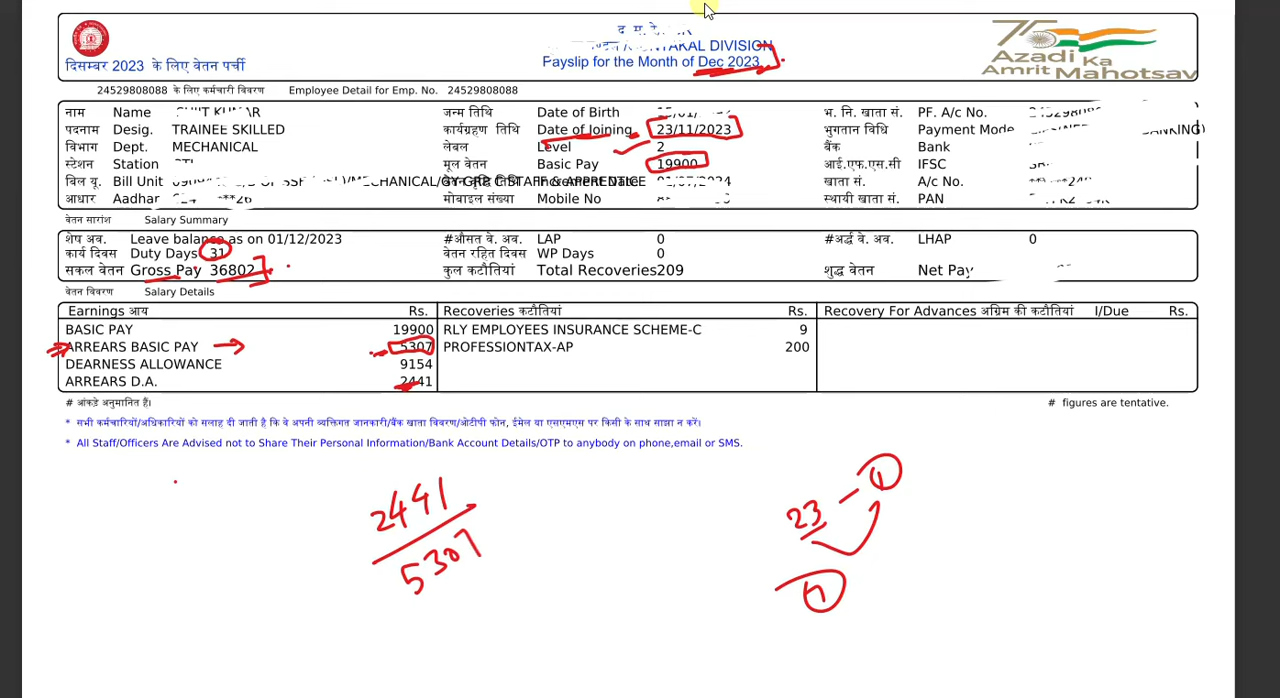 DIVISION
Payslip for the Month of Dec 2023
दिसम्बर 2023 के लिए वेतन पर्ची
Azadi Ka
Amrit Mahotsav
24529808088 के लिए कर्मचारी विवरण Employee Detail for Emp. No. 24529808088
नाम Name KUMAR जन्म तिथि Date of Birth भ. नि. खाता सं. PF. A/c No.
पदनाम Desig. TRAINEE SKILLED कार्यग्रहण तिथि Date of Joining 23/11/2023 भुगतान विधि Payment Mode
विभाग Dept. MECHANICAL लेबल Level 2 बैंक Bank
स्टेशन Station मूल वेतन Basic Pay 19900 आई.एफ.एस.सी IFSC
बिल यू. Bill Unit Increment Date खाता सं. A/c No.
आधार Aadhar मोबाईल संख्या Mobile No स्थायी खाता सं. PAN
वेतन सारांश Salary Summary
शेष अव. Leave balance as on 01/12/2023 #औसत वे. अव. LAP 0 #अर्द्ध वे. अव. LHAP 0
कार्य दिवस Duty Days 31 वेतन रहित दिवस WP Days 0
सकल वेतन Gross Pay 36802 कुल कटौतियां Total Recoveries209 शुद्ध वेतन Net Pay
वेतन विवरण Salary Details
Earnings आय Rs. Recoveries कटौतियां Rs. Recovery For Advances अग्रिम की कटौतियां I/Due Rs.
BASIC PAY 19900 RLY EMPLOYEES INSURANCE SCHEME-C 9
ARREARS BASIC PAY 5307 PROFESSIONTAX-AP 200
DEARNESS ALLOWANCE 9154
ARREARS D.A. 2441
# आंकड़े अनुमानित हैं। # figures are tentative.
* सभी कर्मचारियों/अधिकारियों को सलाह दी जाती है कि वे अपनी व्यक्तिगत जानकारी/बैंक खाता विवरण/ओटीपी फोन, ईमेल या एसएमएस पर किसी के साथ साझा न करें।
* All Staff/Officers Are Advised not to Share Their Personal Information/Bank Account Details/OTP to anybody on phone,email or SMS.
2441
5307
23 –